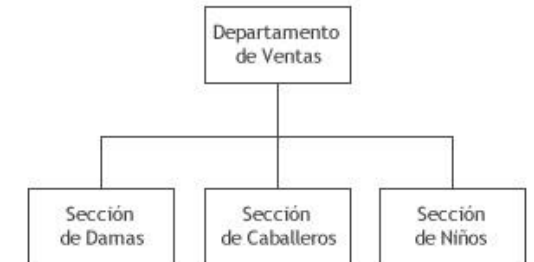 Departamento
de Ventas
Sección
de Damas
Sección
de Caballeros
Sección
de Niños